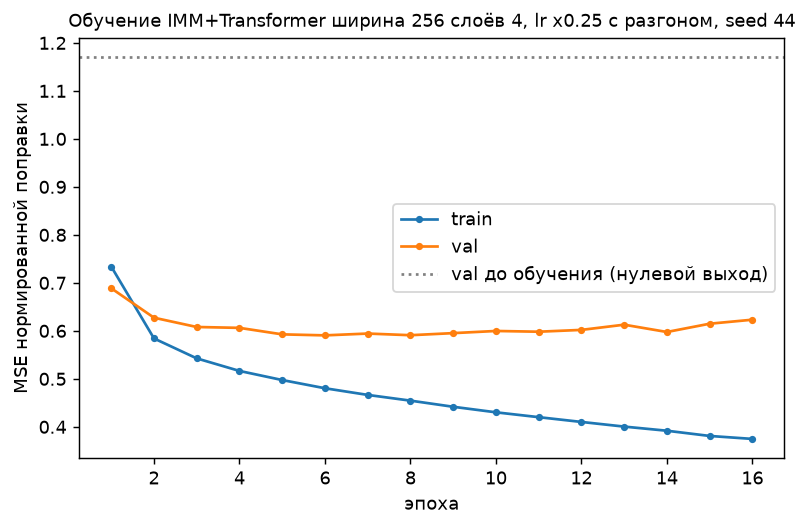 Обучение IMM+Transformer ширина 256 слоёв 4, lr x0.25 с разгоном, seed 44
MSE нормированной поправки
1.2
1.1
1.0
0.9
0.8
0.7
0.6
0.5
0.4
train
val
val до обучения (нулевой выход)
2 4 6 8 10 12 14 16
эпоха